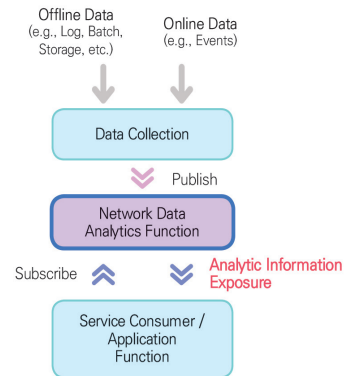 Offline Data
(e.g., Log, Batch,
Storage, etc.)
Online Data
(e.g., Events)
Data Collection
Publish
Network Data
Analytics Function
Subscribe
Analytic Information
Exposure
Service Consumer /
Application
Function